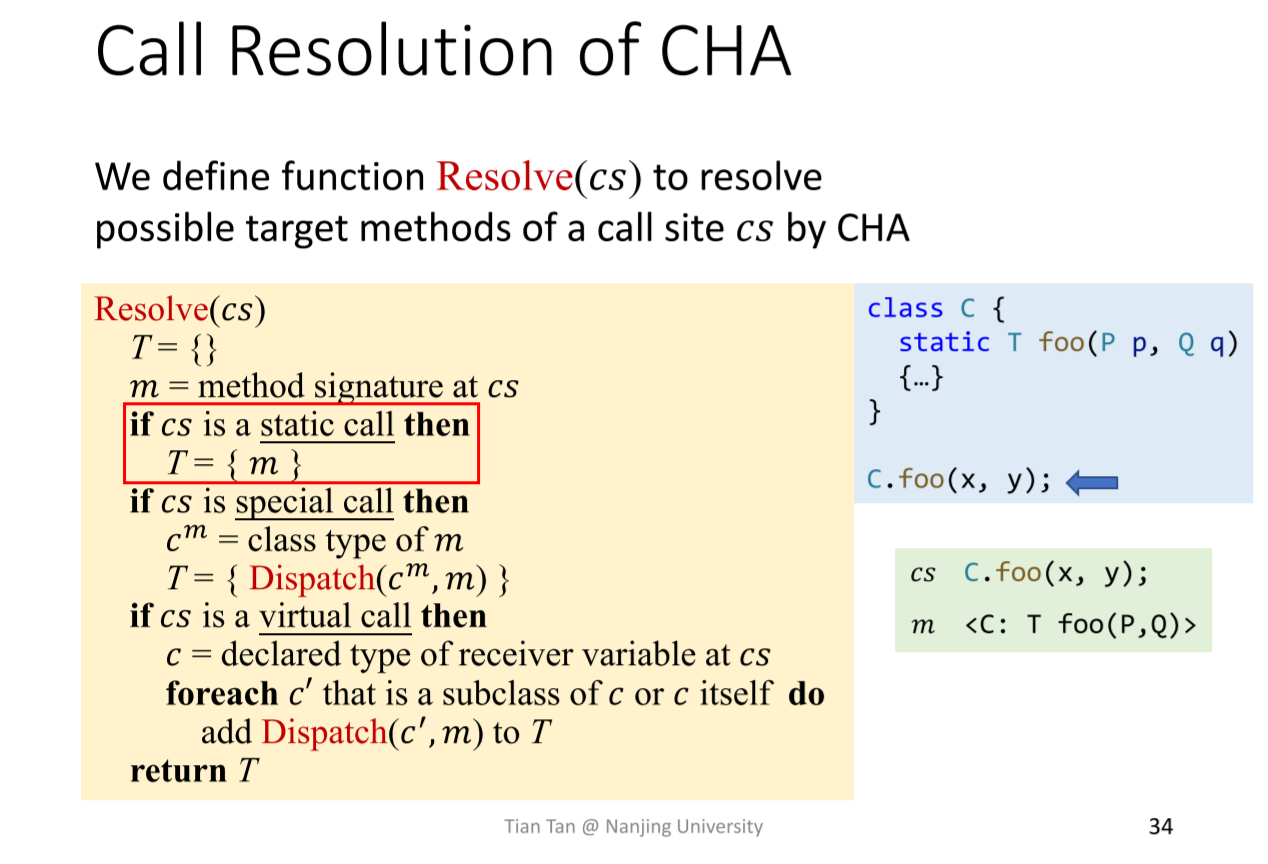 Call Resolution of CHA
We define function Resolve(cs) to resolve
possible target methods of a call site cs by CHA
Resolve(cs)
T = {}
m = method signature at cs
if cs is a static call then
T = { m }
if cs is special call then
c^m = class type of m
T = { Dispatch(c^m, m) }
if cs is a virtual call then
c = declared type of receiver variable at cs
foreach c′ that is a subclass of c or c itself do
add Dispatch(c′, m) to T
return T
class C {
static T foo(P p, Q q)
{…}
}
C.foo(x, y);
cs C.foo(x, y);
m <C: T foo(P,Q)>
Tian Tan @ Nanjing University
34